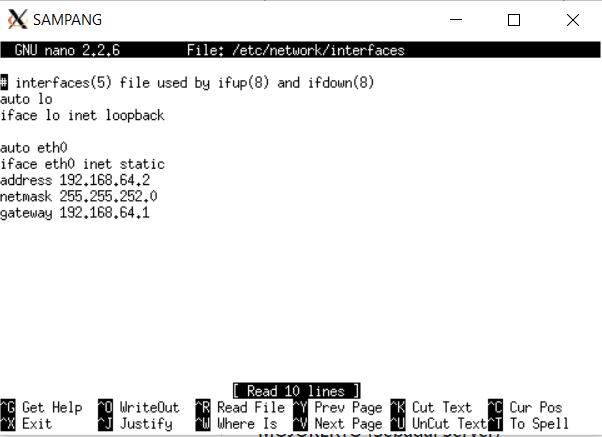 SAMPANG
GNU nano 2.2.6 File: /etc/network/interfaces
# interfaces(5) file used by ifup(8) and ifdown(8)
auto lo
iface lo inet loopback
auto eth0
iface eth0 inet static
address 192.168.64.2
netmask 255.255.252.0
gateway 192.168.64.1
[ Read 10 lines ]
^G Get Help ^O WriteOut ^R Read File ^Y Prev Page ^K Cut Text ^C Cur Pos
^X Exit ^J Justify ^W Where Is ^V Next Page ^U UnCut Text ^T To Spell